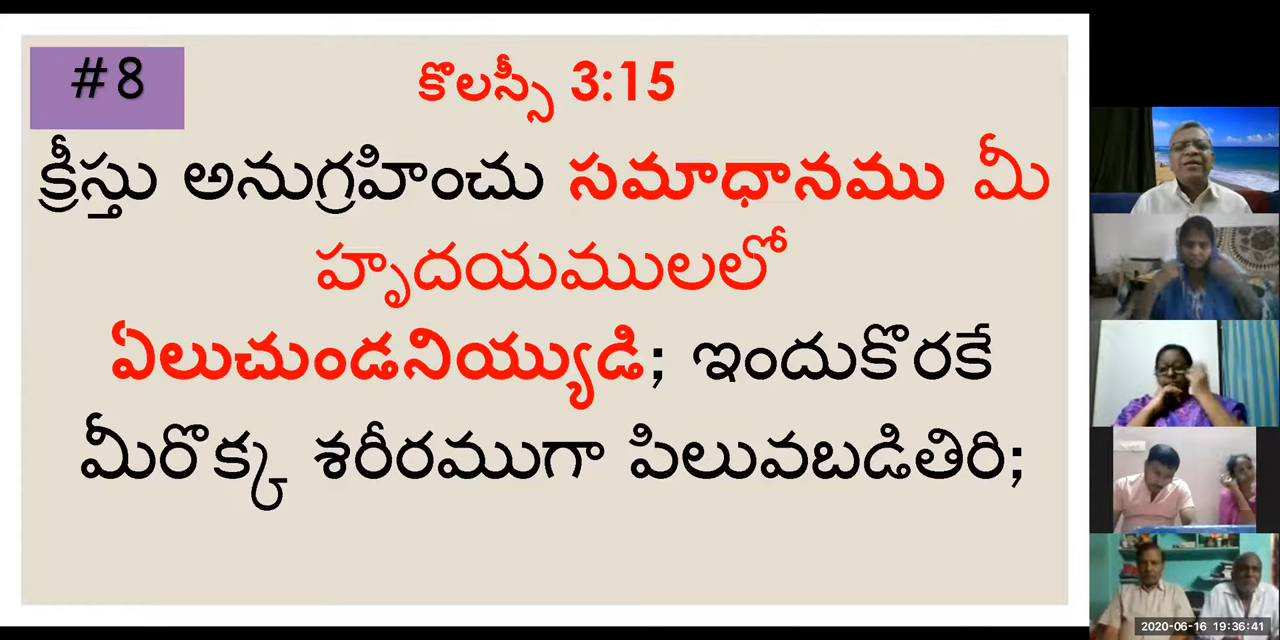 #8
కొలస్సీ 3:15
క్రీస్తు అనుగ్రహించు సమాధానము మీ
హృదయములలో
ఏలుచుండనియ్యుడి; ఇందుకొరకే
మీరొక్క శరీరముగా పిలువబడితిరి;
2020-06-16 19:36:41